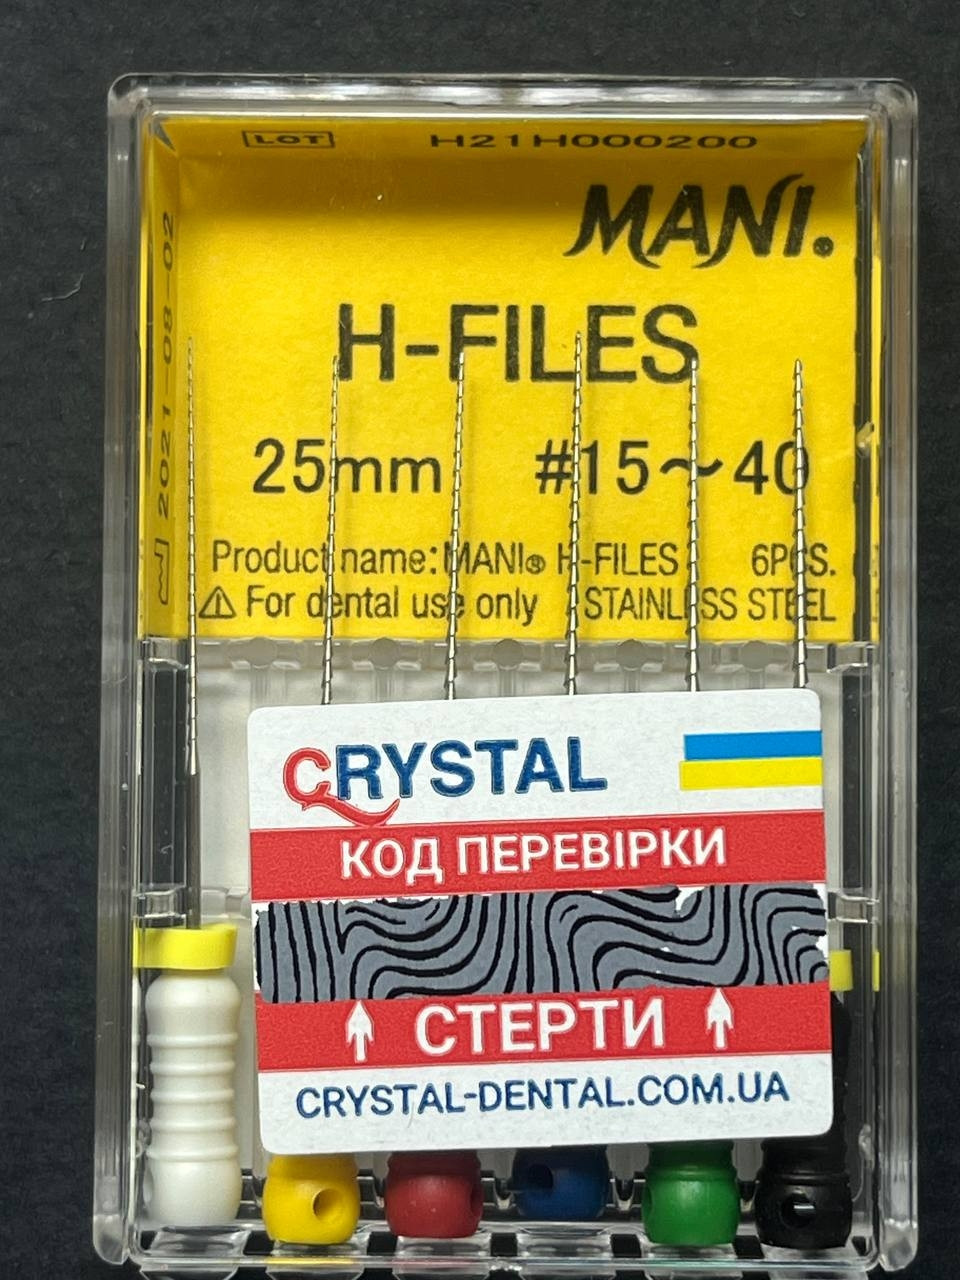 LOT H21H000200
MANI®
2021-08-02
H-FILES
25mm #15~40
Product name: MANI® H-FILES 6PCS.
⚠ For dental use only STAINLESS STEEL
CRYSTAL
КОД ПЕРЕВІРКИ
СТЕРТИ
CRYSTAL-DENTAL.COM.UA